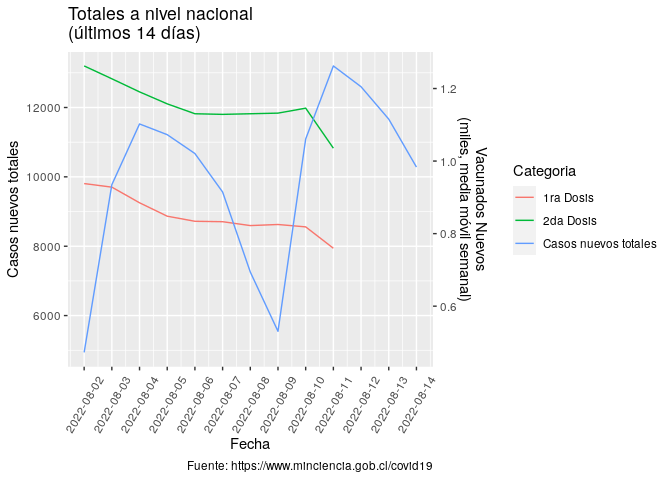 Totales a nivel nacional
(últimos 14 días)
Casos nuevos totales
12000
10000
8000
6000
1.2
1.0
0.8
0.6
Vacunados Nuevos
(miles, media móvil semanal)
2022-08-02
2022-08-03
2022-08-04
2022-08-05
2022-08-06
2022-08-07
2022-08-08
2022-08-09
2022-08-10
2022-08-11
2022-08-12
2022-08-13
2022-08-14
Fecha
Categoria
1ra Dosis
2da Dosis
Casos nuevos totales
Fuente: https://www.minciencia.gob.cl/covid19